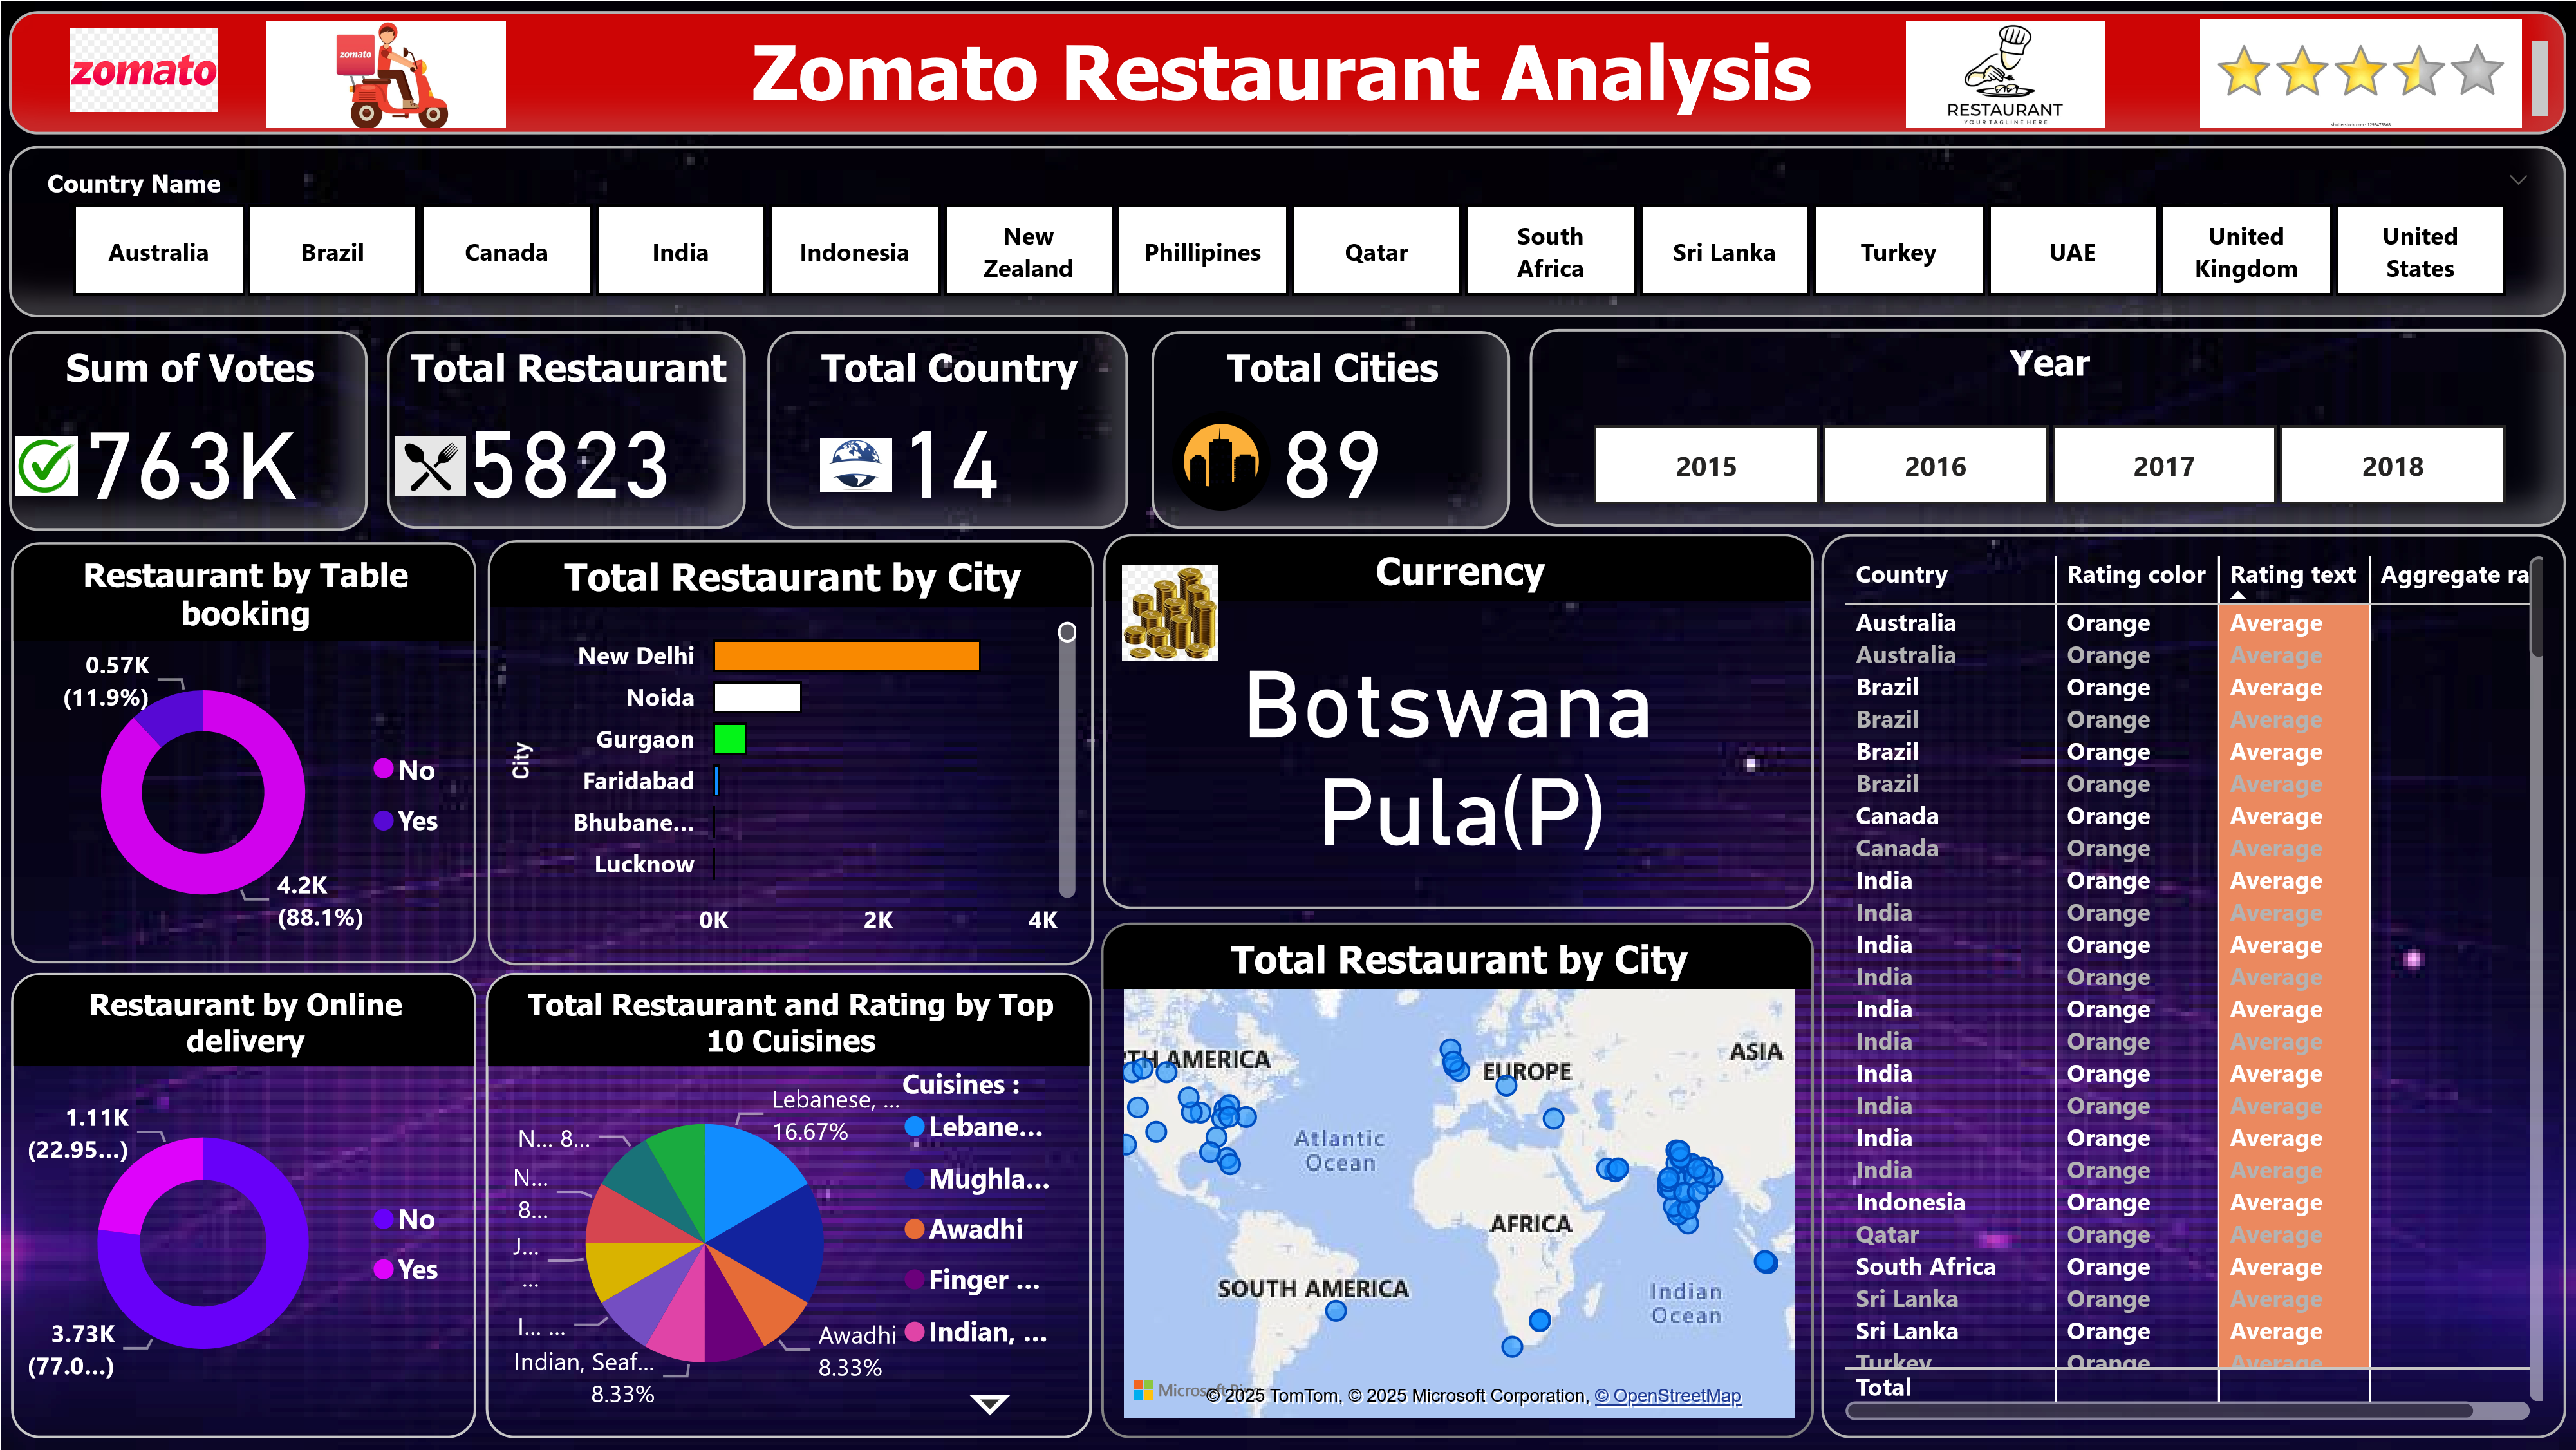 zomato
zomato
Zomato Restaurant Analysis
RESTAURANT
YOUR TAGLINE HERE
Country Name
Australia
Brazil
Canada
India
Indonesia
New
Zealand
Phillipines
Qatar
South
Africa
Sri Lanka
Turkey
UAE
United
Kingdom
United
States
Sum of Votes
763K
Total Restaurant
5823
Total Country
14
Total Cities
89
Year
2015
2016
2017
2018
Restaurant by Table
booking
0.57K
(11.9%)
No
Yes
4.2K
(88.1%)
Total Restaurant by City
City
New Delhi
Noida
Gurgaon
Faridabad
Bhubane...
Lucknow
0K 2K 4K
Currency
Botswana
Pula(P)
Restaurant by Online
delivery
1.11K
(22.95...)
No
Yes
3.73K
(77.0...)
Total Restaurant and Rating by Top
10 Cuisines
Lebanese, ...
16.67%
N... 8...
N...
8...
J...
...
I... ...
Indian, Seaf...
8.33%
Awadhi
8.33%
Cuisines :
Lebane...
Mughla...
Awadhi
Finger ...
Indian, ...
Total Restaurant by City
TH AMERICA
EUROPE
ASIA
Atlantic
Ocean
AFRICA
SOUTH AMERICA
Indian
Ocean
© 2025 TomTom, © 2025 Microsoft Corporation, © OpenStreetMap
Country Rating color Rating text Aggregate ra
Australia Orange Average
Australia Orange Average
Brazil Orange Average
Brazil Orange Average
Brazil Orange Average
Brazil Orange Average
Canada Orange Average
Canada Orange Average
India Orange Average
India Orange Average
India Orange Average
India Orange Average
India Orange Average
India Orange Average
India Orange Average
India Orange Average
India Orange Average
India Orange Average
Indonesia Orange Average
Qatar Orange Average
South Africa Orange Average
Sri Lanka Orange Average
Sri Lanka Orange Average
Turkey Orange Average
Total